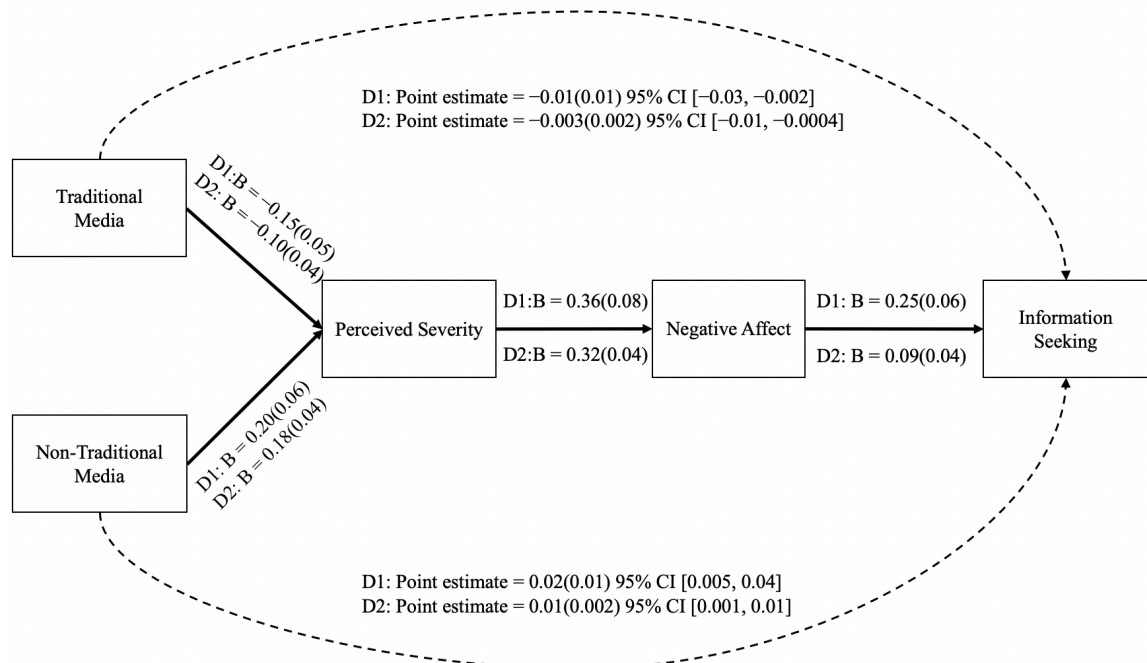 D1: Point estimate = −0.01(0.01) 95% CI [−0.03, −0.002]
D2: Point estimate = −0.003(0.002) 95% CI [−0.01, −0.0004]
Traditional
Media
D1:B = −0.15(0.05)
D2: B = −0.10(0.04)
Perceived Severity
D1:B = 0.36(0.08)
D2:B = 0.32(0.04)
Negative Affect
D1: B = 0.25(0.06)
D2: B = 0.09(0.04)
Information
Seeking
Non-Traditional
Media
D1: B = 0.20(0.06)
D2: B = 0.18(0.04)
D1: Point estimate = 0.02(0.01) 95% CI [0.005, 0.04]
D2: Point estimate = 0.01(0.002) 95% CI [0.001, 0.01]